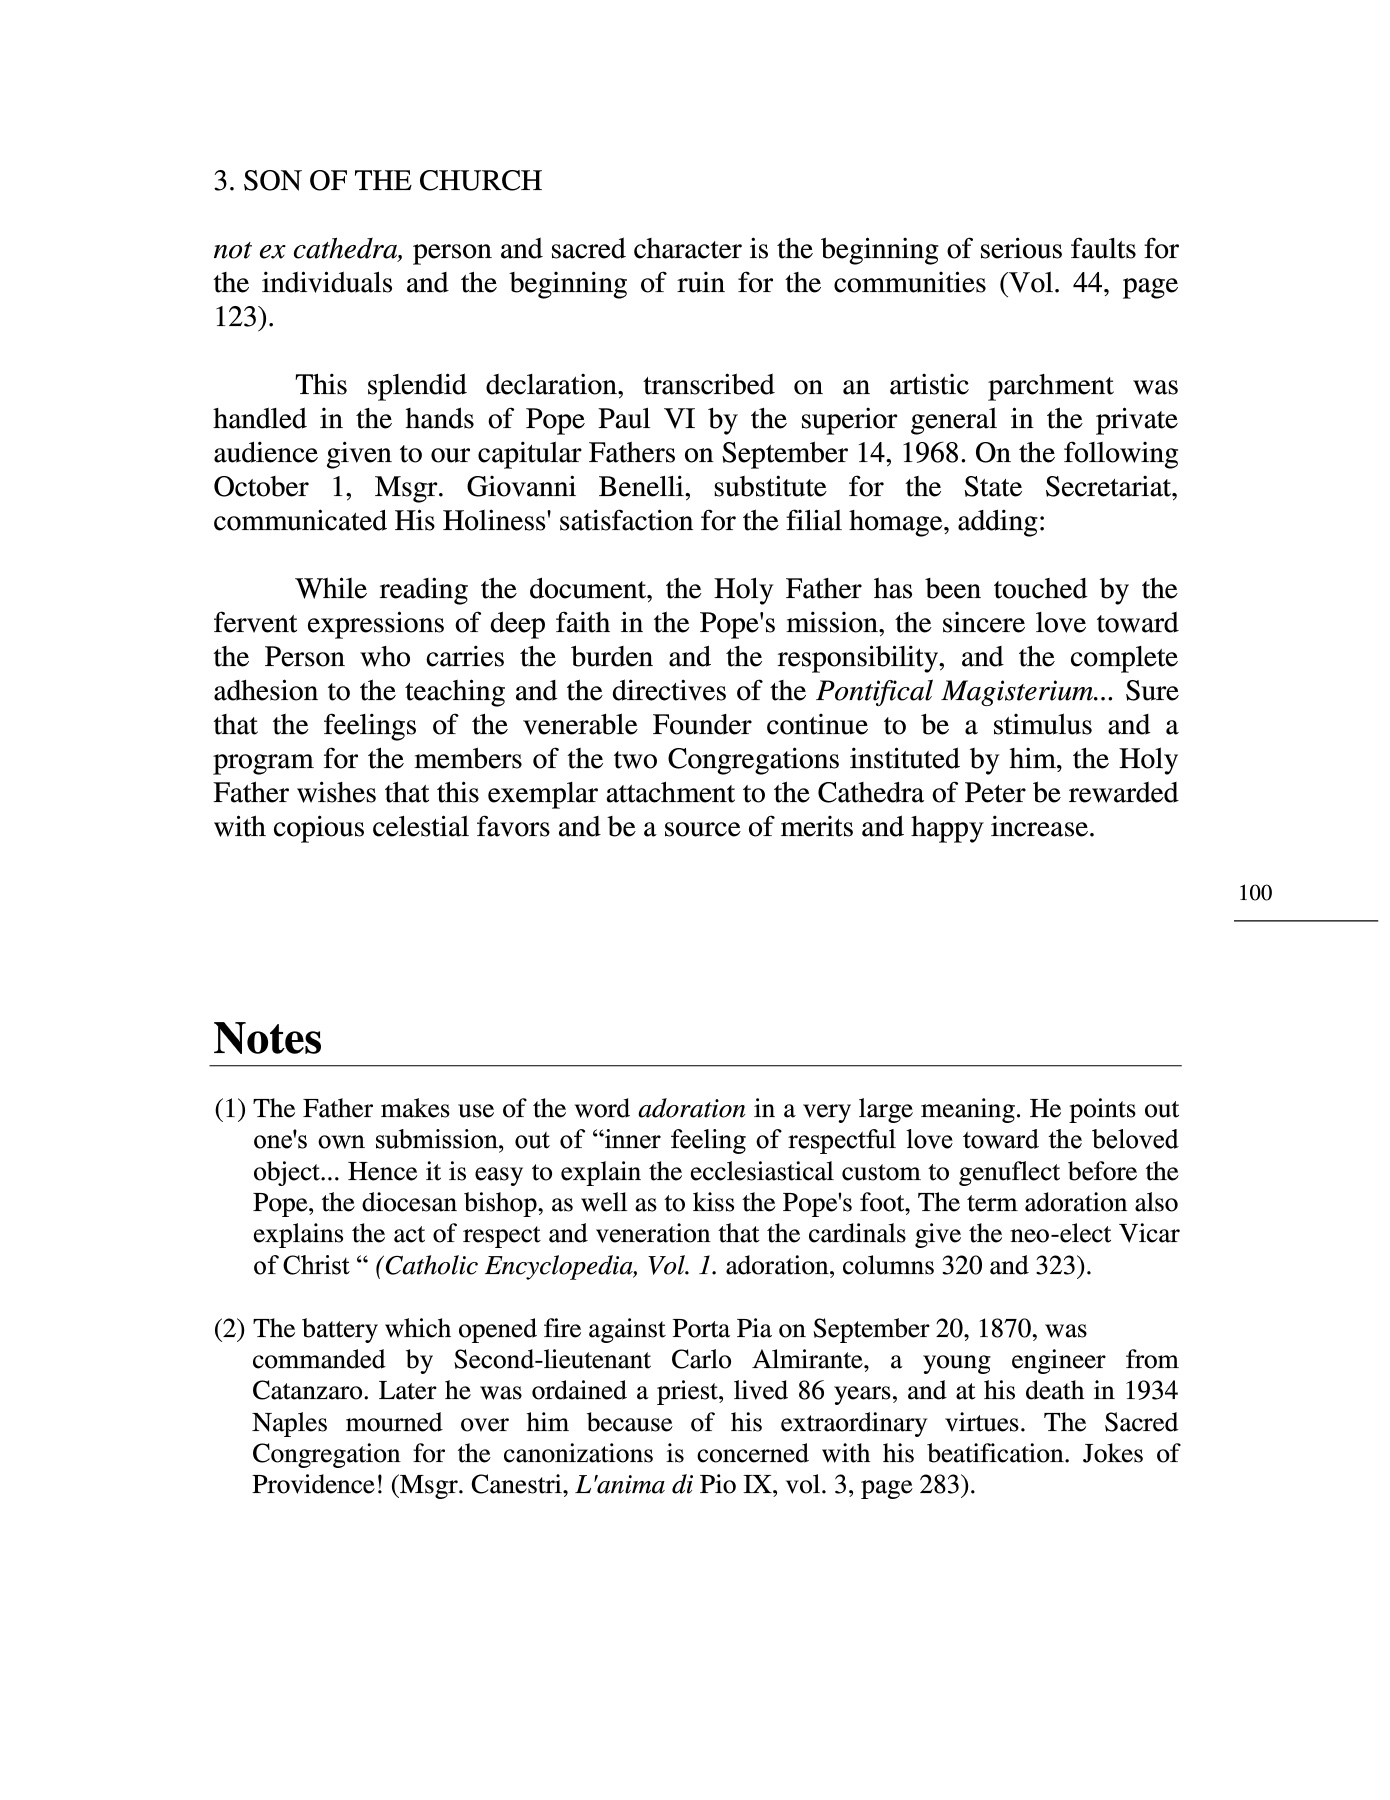 3. SON OF THE CHURCH
not ex cathedra, person and sacred character is the beginning of serious faults for
the individuals and the beginning of ruin for the communities (Vol. 44, page
123).
This splendid declaration, transcribed on an artistic parchment was
handled in the hands of Pope Paul VI by the superior general in the private
audience given to our capitular Fathers on September 14, 1968. On the following
October 1, Msgr. Giovanni Benelli, substitute for the State Secretariat,
communicated His Holiness' satisfaction for the filial homage, adding:
While reading the document, the Holy Father has been touched by the
fervent expressions of deep faith in the Pope's mission, the sincere love toward
the Person who carries the burden and the responsibility, and the complete
adhesion to the teaching and the directives of the Pontifical Magisterium... Sure
that the feelings of the venerable Founder continue to be a stimulus and a
program for the members of the two Congregations instituted by him, the Holy
Father wishes that this exemplar attachment to the Cathedra of Peter be rewarded
with copious celestial favors and be a source of merits and happy increase.
100
Notes
(1) The Father makes use of the word adoration in a very large meaning. He points out
one's own submission, out of “inner feeling of respectful love toward the beloved
object... Hence it is easy to explain the ecclesiastical custom to genuflect before the
Pope, the diocesan bishop, as well as to kiss the Pope's foot, The term adoration also
explains the act of respect and veneration that the cardinals give the neo-elect Vicar
of Christ “ (Catholic Encyclopedia, Vol. 1. adoration, columns 320 and 323).
(2) The battery which opened fire against Porta Pia on September 20, 1870, was
commanded by Second-lieutenant Carlo Almirante, a young engineer from
Catanzaro. Later he was ordained a priest, lived 86 years, and at his death in 1934
Naples mourned over him because of his extraordinary virtues. The Sacred
Congregation for the canonizations is concerned with his beatification. Jokes of
Providence! (Msgr. Canestri, L'anima di Pio IX, vol. 3, page 283).